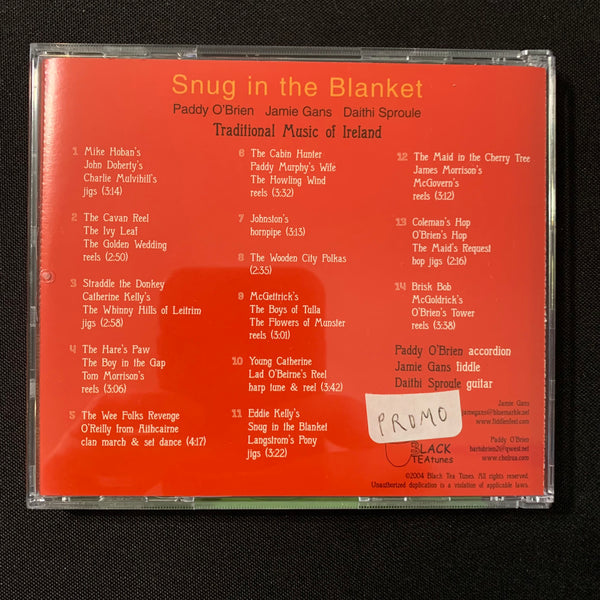 Snug in the Blanket
Paddy O'Brien Jamie Gans Daithi Sproule
Traditional Music of Ireland
1 Mike Hoban's
John Doherty's
Charlie Mulvihill's
jigs (3:14)
2 The Cavan Reel
The Ivy Leaf
The Golden Wedding
reels (2:50)
3 Straddle the Donkey
Catherine Kelly's
The Whinny Hills of Leitrim
jigs (2:58)
4 The Hare's Paw
The Boy in the Gap
Tom Morrison's
reels (3:06)
5 The Wee Folks Revenge
O'Reilly from Athcairne
clan march & set dance (4:17)
6 The Cabin Hunter
Paddy Murphy's Wife
The Howling Wind
reels (3:32)
7 Johnston's
hornpipe (3:13)
8 The Wooden City Polkas
(2:35)
9 McGettrick's
The Boys of Tulla
The Flowers of Munster
reels (3:01)
10 Young Catherine
Lad O'Beirne's Reel
harp tune & reel (3:42)
11 Eddie Kelly's
Snug in the Blanket
Langstrom's Pony
jigs (3:22)
12 The Maid in the Cherry Tree
James Morrison's
McGovern's
reels (3:12)
13 Coleman's Hop
O'Brien's Hop
The Maid's Request
hop jigs (2:16)
14 Brisk Bob
McGoldrick's
O'Brien's Tower
reels (3:38)
Paddy O'Brien accordion
Jamie Gans fiddle
Daithi Sproule guitar
PROMO
BLACK
TEAtunes
Jamie Gans
jamegans@bluemarble.net
www.fiddlenfeet.com
Paddy O'Brien
www.chulrua.com
©2004 Black Tea Tunes. All rights reserved.
Unauthorized duplication is a violation of applicable laws.